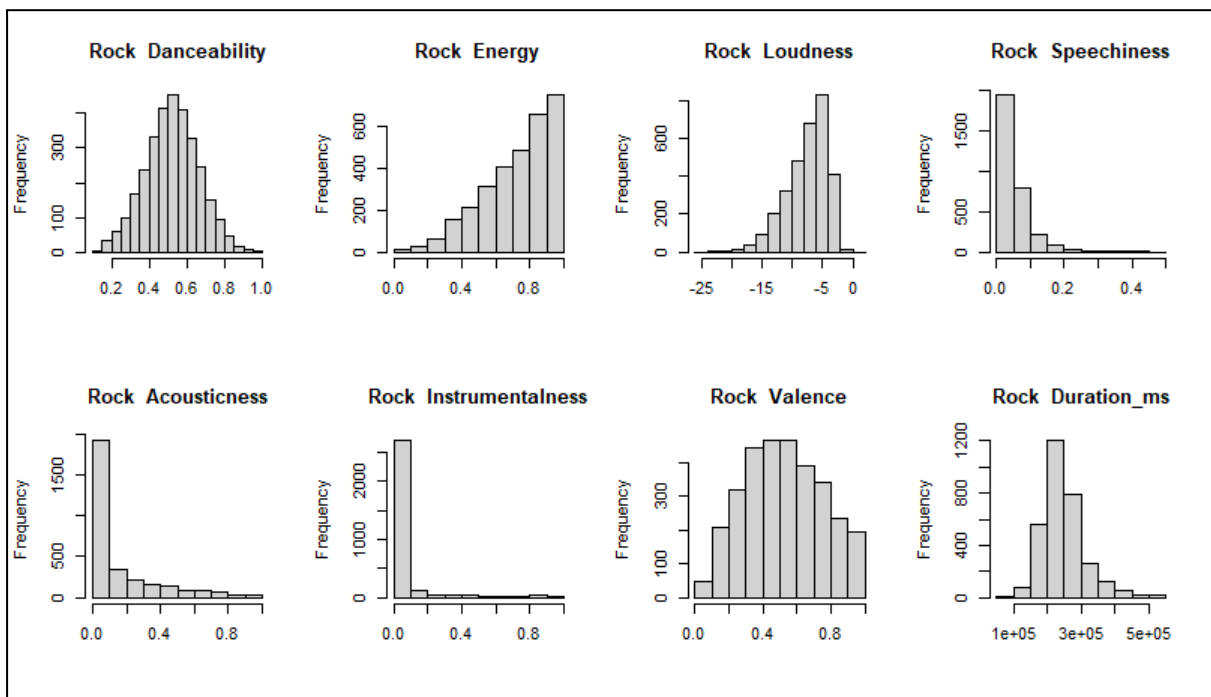 Rock Danceability
Frequency
0
100
300
0.2
0.4
0.6
0.8
1.0
Rock Energy
Frequency
0
200
400
600
0.0
0.4
0.8
Rock Loudness
Frequency
0
200
600
-25
-15
-5
0
Rock Speechiness
Frequency
0
500
1500
0.0
0.2
0.4
Rock Acousticness
Frequency
0
500
1500
0.0
0.4
0.8
Rock Instrumentalness
Frequency
0
1000
2000
0.0
0.4
0.8
Rock Valence
Frequency
0
100
300
0.0
0.4
0.8
Rock Duration_ms
Frequency
0
400
800
1200
1e+05
3e+05
5e+05